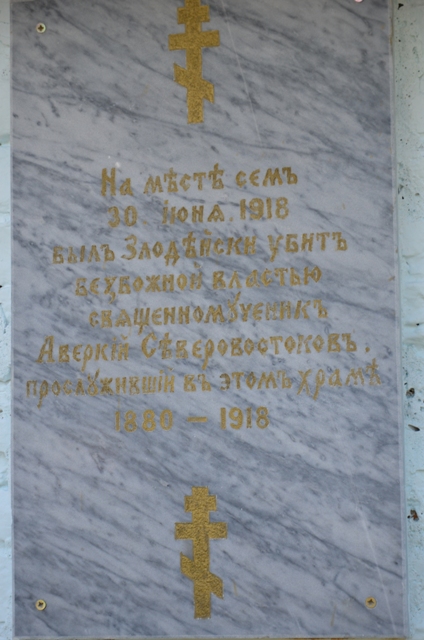 На мѣстѣ семъ
30. июня. 1918
былъ Злодѣйски убитъ
безбожной властью
священномученикъ
Аверкій Сѣверовостоковъ,
прослужившій въ этомъ храмѣ
1880 — 1918